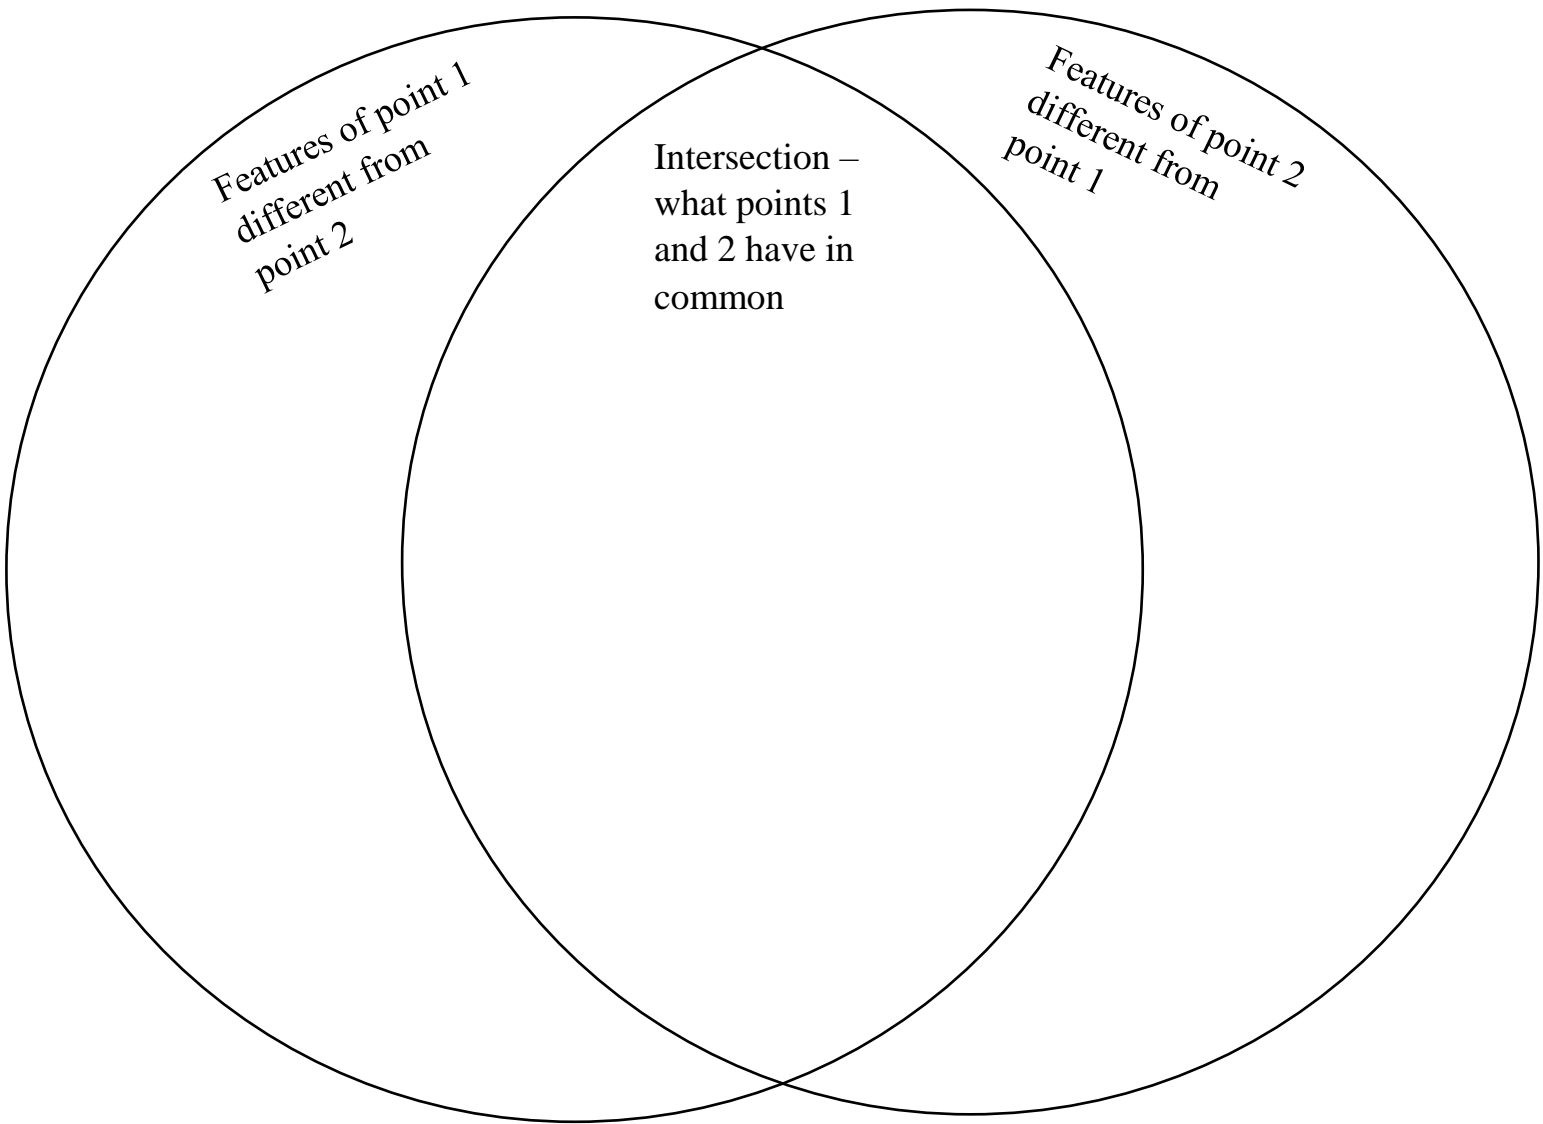 Features of point 1
different from
point 2
Intersection –
what points 1
and 2 have in
common
Features of point 2
different from
point 1